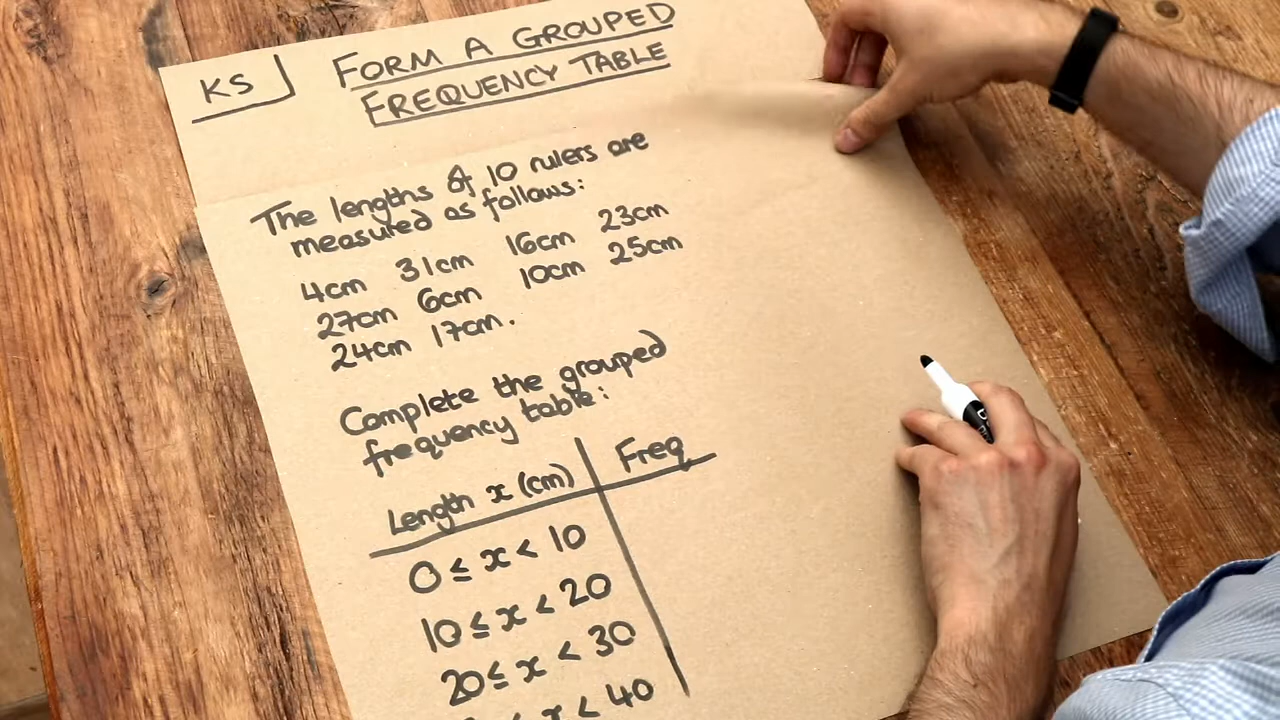 KS
FORM A GROUPED
FREQUENCY TABLE
The lengths of 10 rulers are
measured as follows:
4cm 31cm 16cm 23cm
27cm 6cm 10cm 25cm
24cm 17cm.
Complete the grouped
frequency table:
Length x (cm) Freq
0 ≤ x < 10
10 ≤ x < 20
20 ≤ x < 30
≤ x < 40